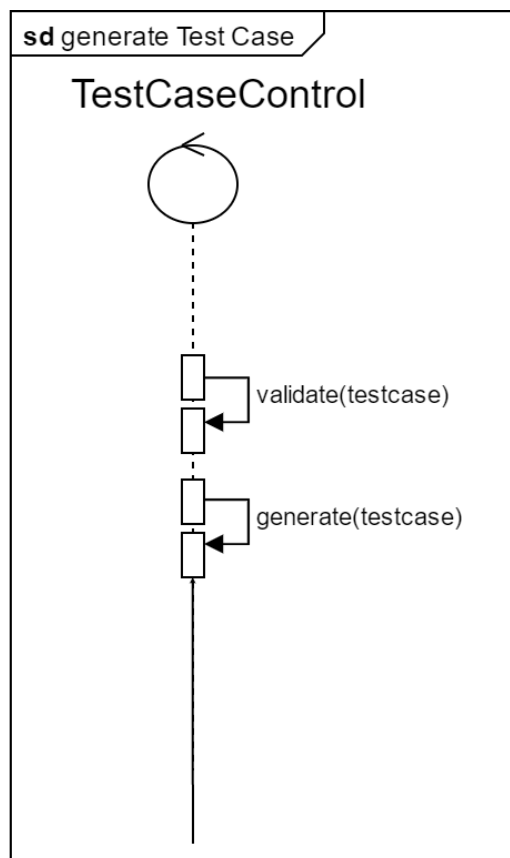 sd generate Test Case
TestCaseControl
validate(testcase)
generate(testcase)